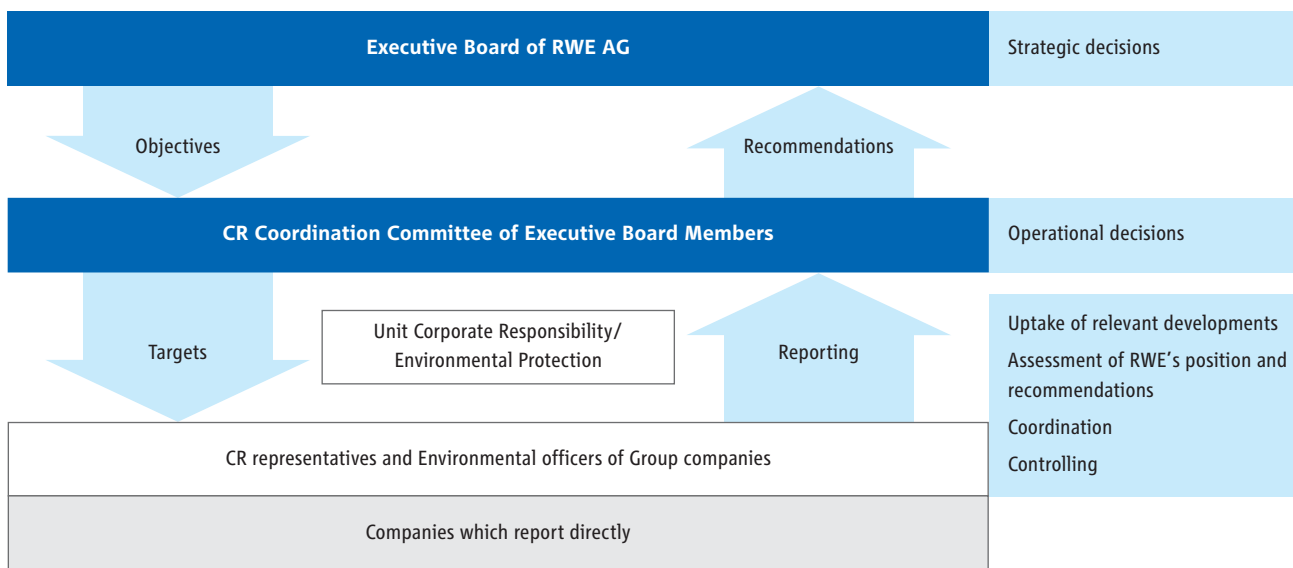 Executive Board of RWE AG
Strategic decisions
Objectives
Recommendations
CR Coordination Committee of Executive Board Members
Operational decisions
Targets
Unit Corporate Responsibility/
Environmental Protection
Reporting
Uptake of relevant developments
Assessment of RWE's position and
recommendations
Coordination
Controlling
CR representatives and Environmental officers of Group companies
Companies which report directly